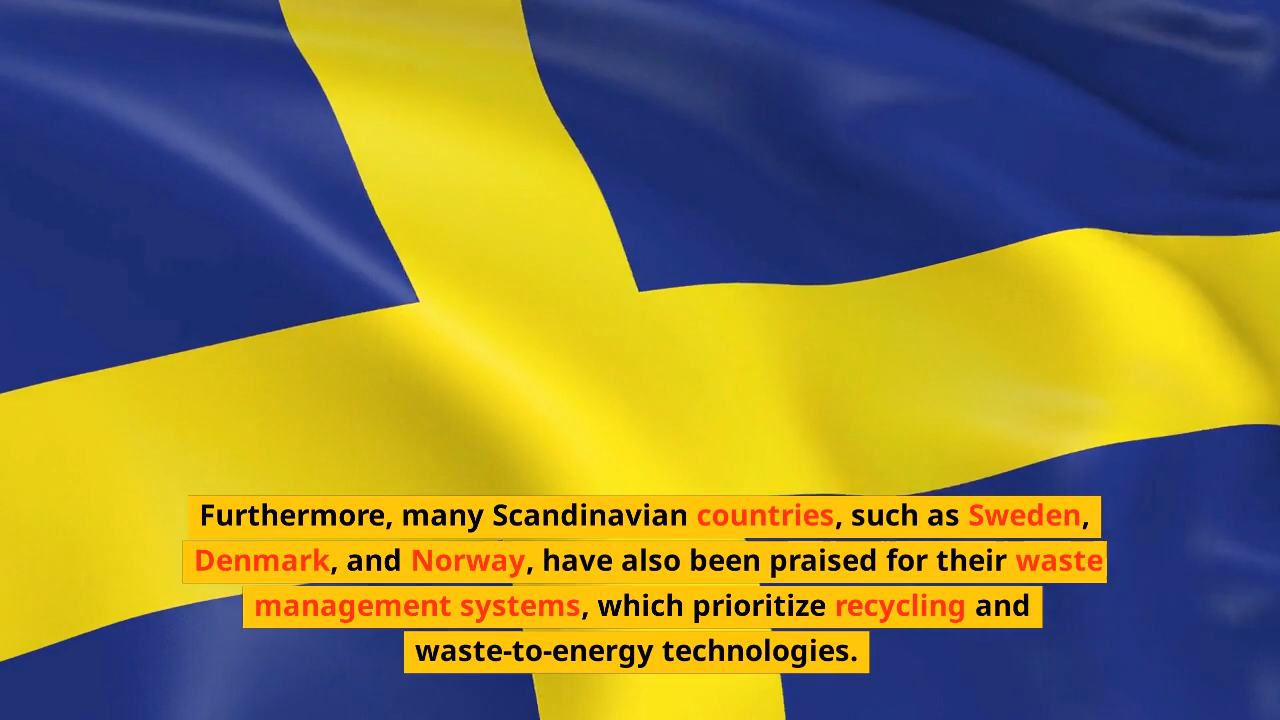 Furthermore, many Scandinavian countries, such as Sweden,
Denmark, and Norway, have also been praised for their waste
management systems, which prioritize recycling and
waste-to-energy technologies.